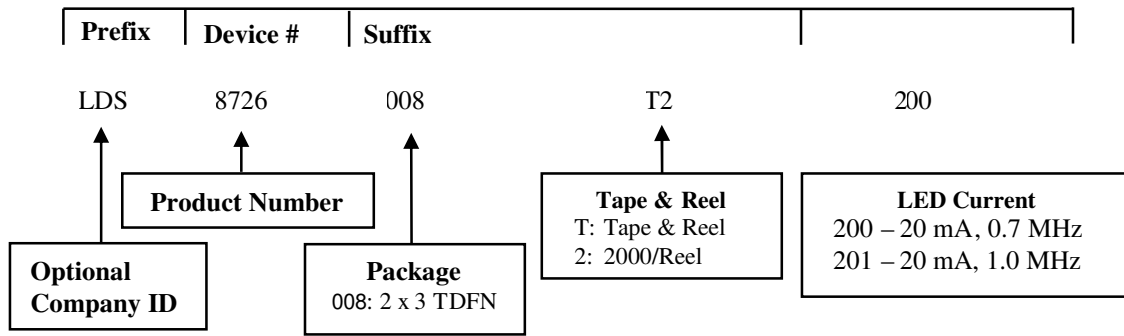 Prefix Device # Suffix
LDS 8726 008 T2 200
Product Number
Optional
Company ID
Package
008: 2 x 3 TDFN
Tape & Reel
T: Tape & Reel
2: 2000/Reel
LED Current
200 – 20 mA, 0.7 MHz
201 – 20 mA, 1.0 MHz